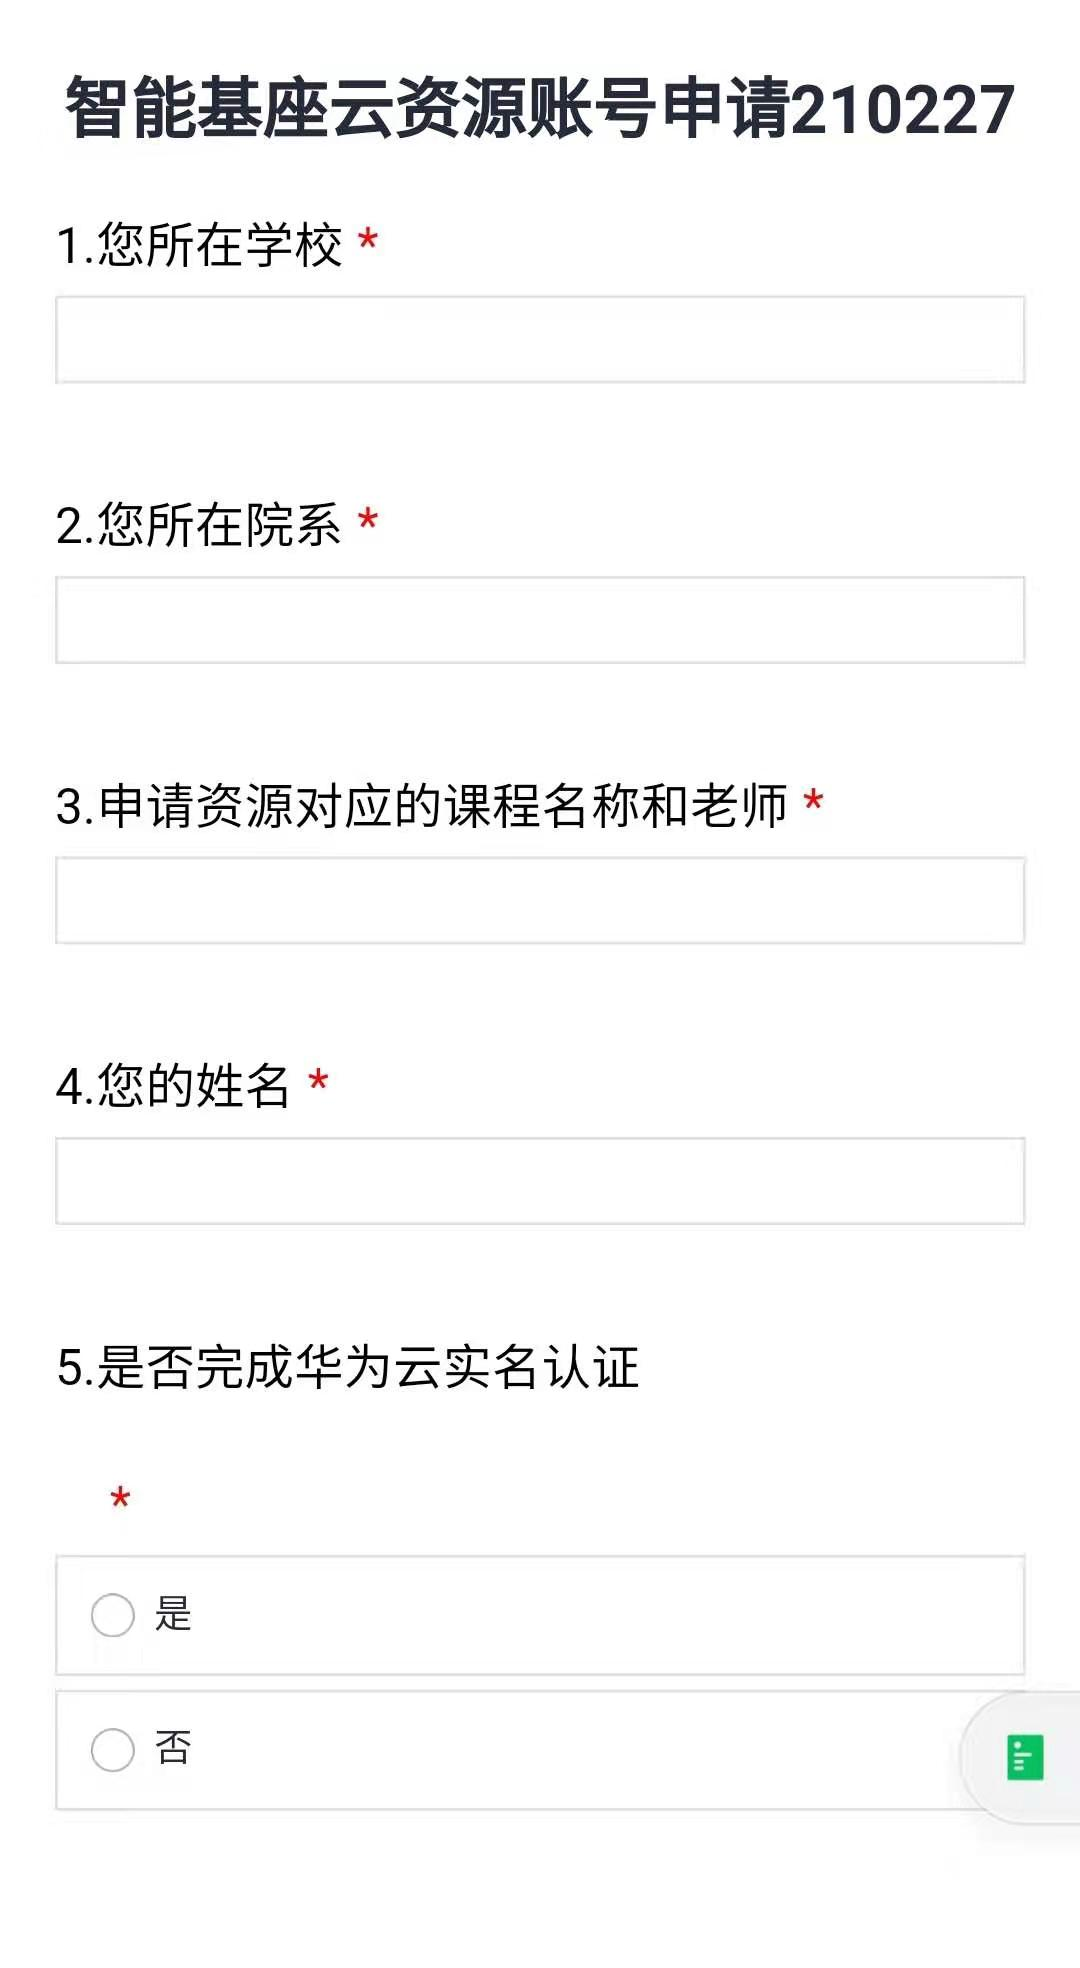 智能基座云资源账号申请210227
1.您所在学校 *
2.您所在院系 *
3.申请资源对应的课程名称和老师 *
4.您的姓名 *
5.是否完成华为云实名认证
*
是
否